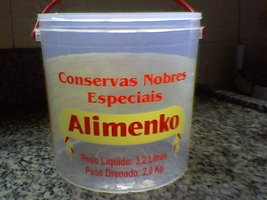 Conservas Nobres
Especiais
Alimenko
Peso Líquido: 3,2 Litros
Peso Drenado: 2,0 Kg